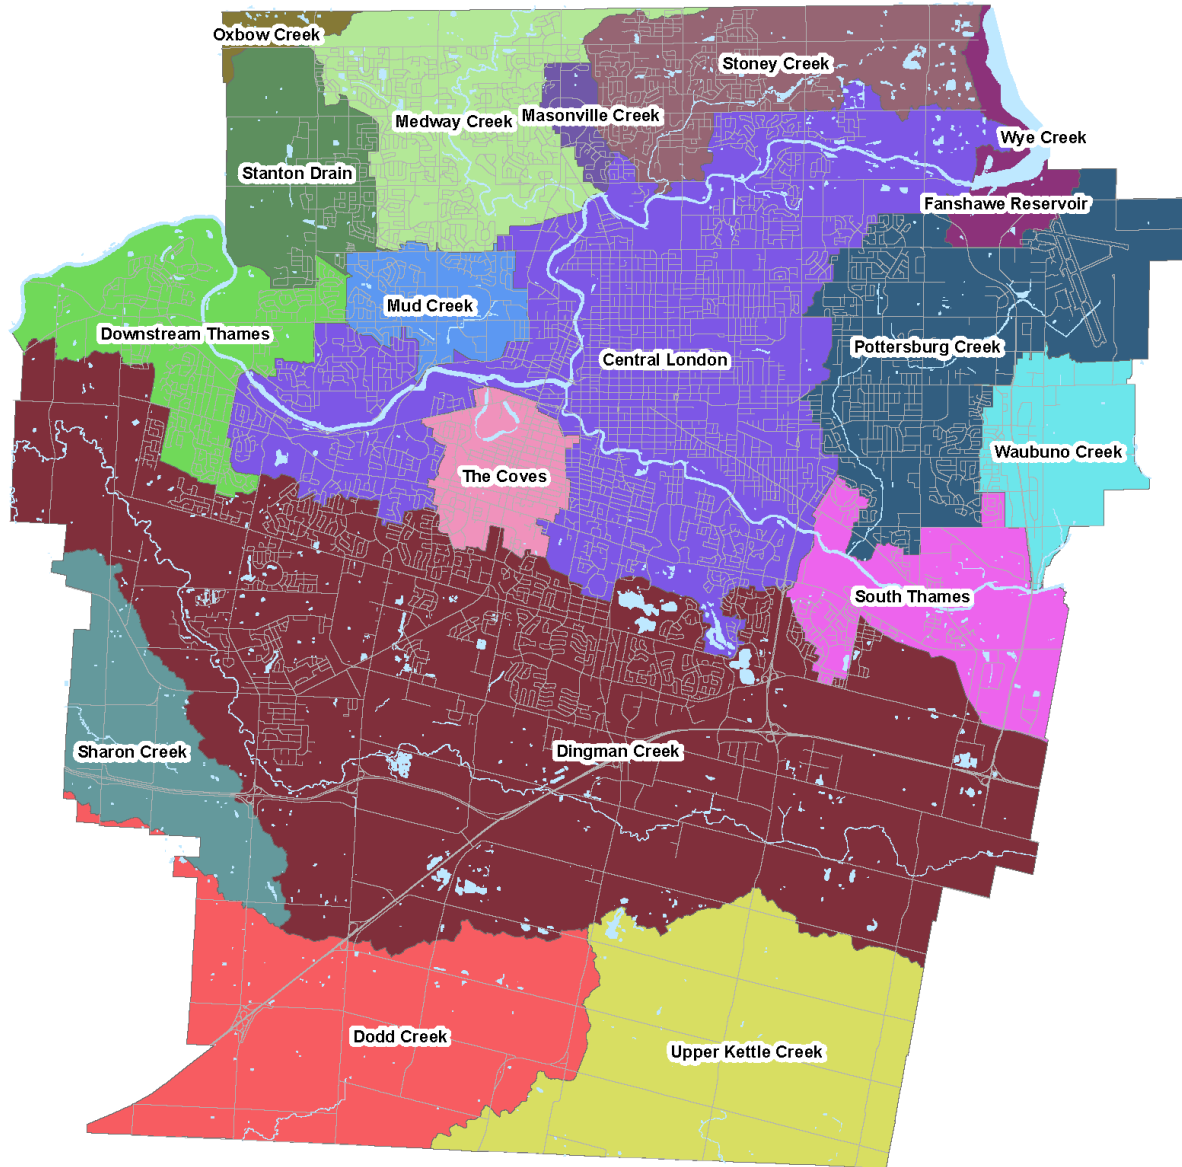 Oxbow Creek
Stoney Creek
Masonville Creek
Medway Creek
Wye Creek
Stanton Drain
Fanshawe Reservoir
Mud Creek
Downstream Thames
Pottersburg Creek
Central London
Waubuno Creek
The Coves
South Thames
Sharon Creek
Dingman Creek
Dodd Creek
Upper Kettle Creek